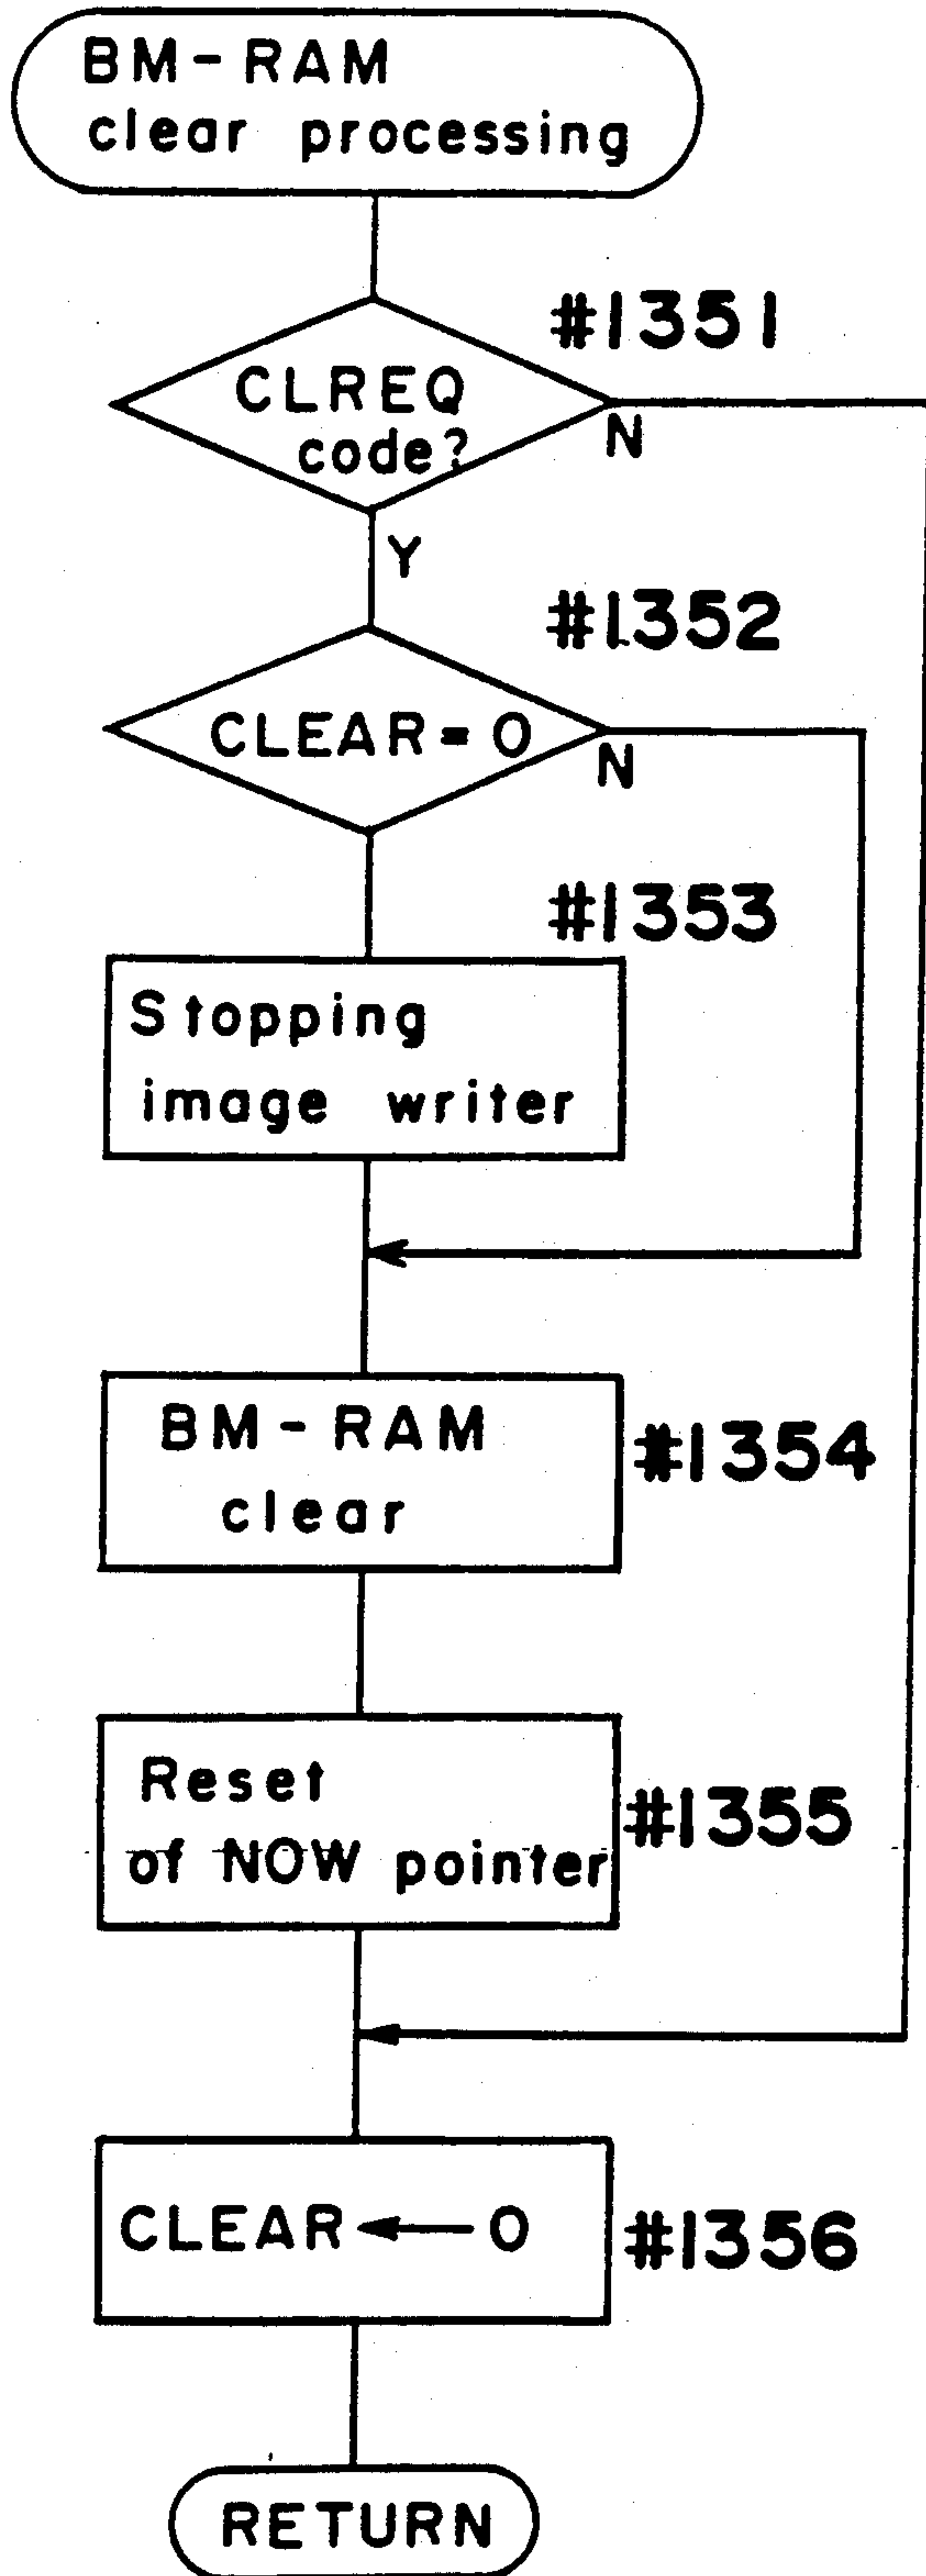 BM-RAM
clear processing
#1351
CLREQ
code?
N
Y
#1352
CLEAR = 0
N
#1353
Stopping
image writer
BM-RAM
clear
#1354
Reset
of NOW pointer
#1355
CLEAR ← 0
#1356
RETURN